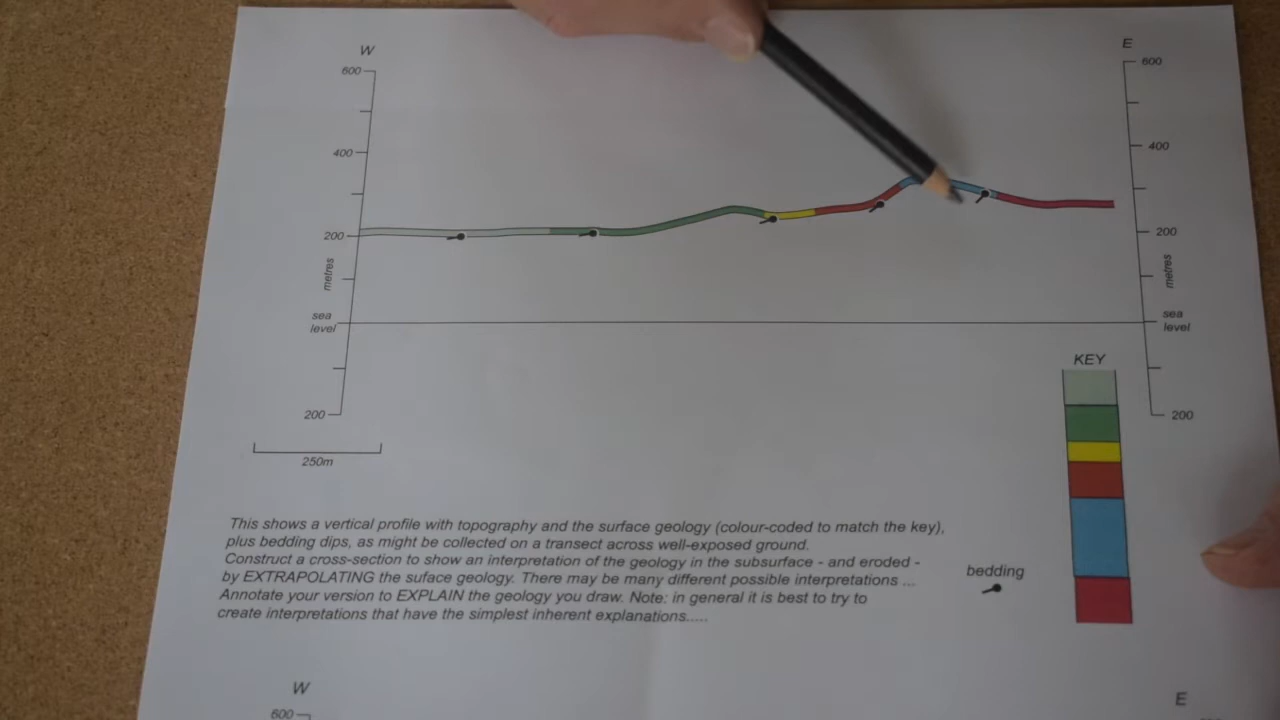 W
E
600
600
400
400
200
200
metres
metres
sea
level
sea
level
KEY
200
200
250m
This shows a vertical profile with topography and the surface geology (colour-coded to match the key),
plus bedding dips, as might be collected on a transect across well-exposed ground.
Construct a cross-section to show an interpretation of the geology in the subsurface - and eroded -
by EXTRAPOLATING the suface geology. There may be many different possible interpretations ...
Annotate your version to EXPLAIN the geology you draw. Note: in general it is best to try to
create interpretations that have the simplest inherent explanations.....
bedding
W
E
600